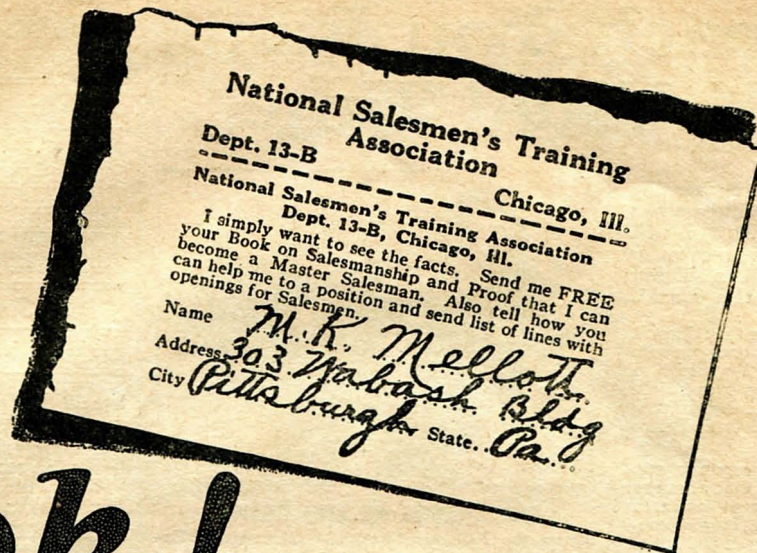 National Salesmen's Training
Association
Dept. 13-B
Chicago, Ill.
National Salesmen's Training Association
Dept. 13-B, Chicago, Ill.
I simply want to see the facts. Send me FREE
your Book on Salesmanship and Proof that I can
become a Master Salesman. Also tell how you
can help me to a position and send list of lines with
openings for Salesmen.
Name M. K. Mellott
Address 303 Wabash Bldg
City Pittsburgh State Pa